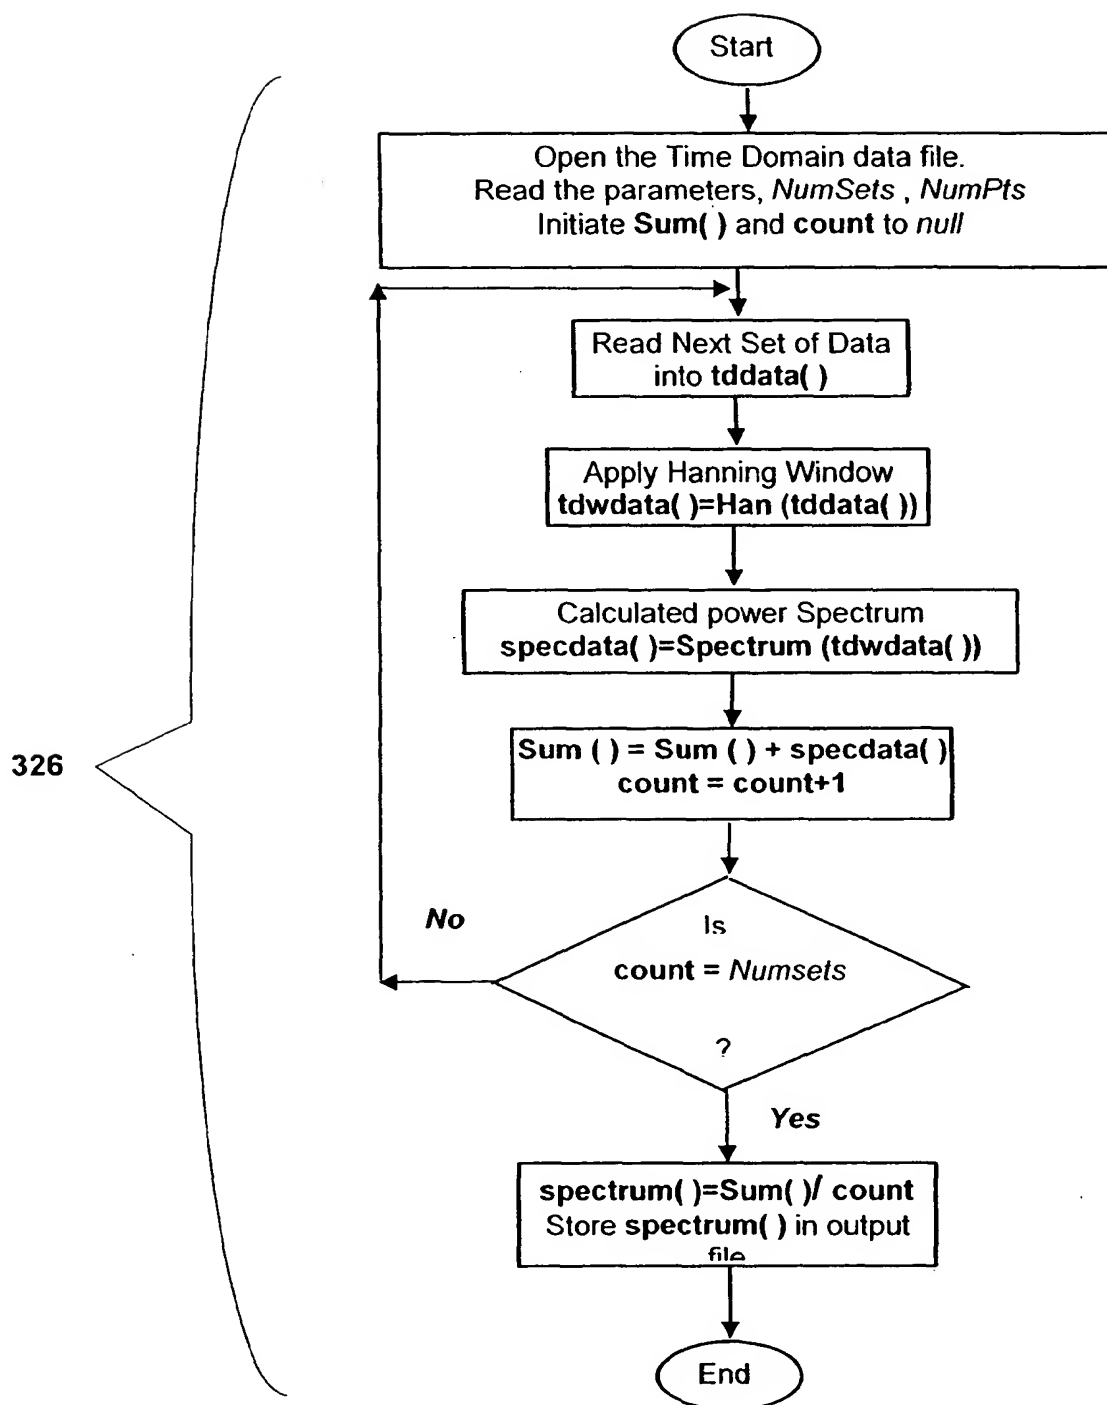 Start
Open the Time Domain data file.
Read the parameters, NumSets , NumPts
Initiate Sum( ) and count to null
Read Next Set of Data
into tddata( )
Apply Hanning Window
tdwdata( )=Han (tddata( ))
Calculated power Spectrum
specdata( )=Spectrum (tdwdata( ))
Sum ( ) = Sum ( ) + specdata( )
count = count+1
326
No
Is
count = Numsets
?
Yes
spectrum( )=Sum( )/ count
Store spectrum( ) in output
file
End